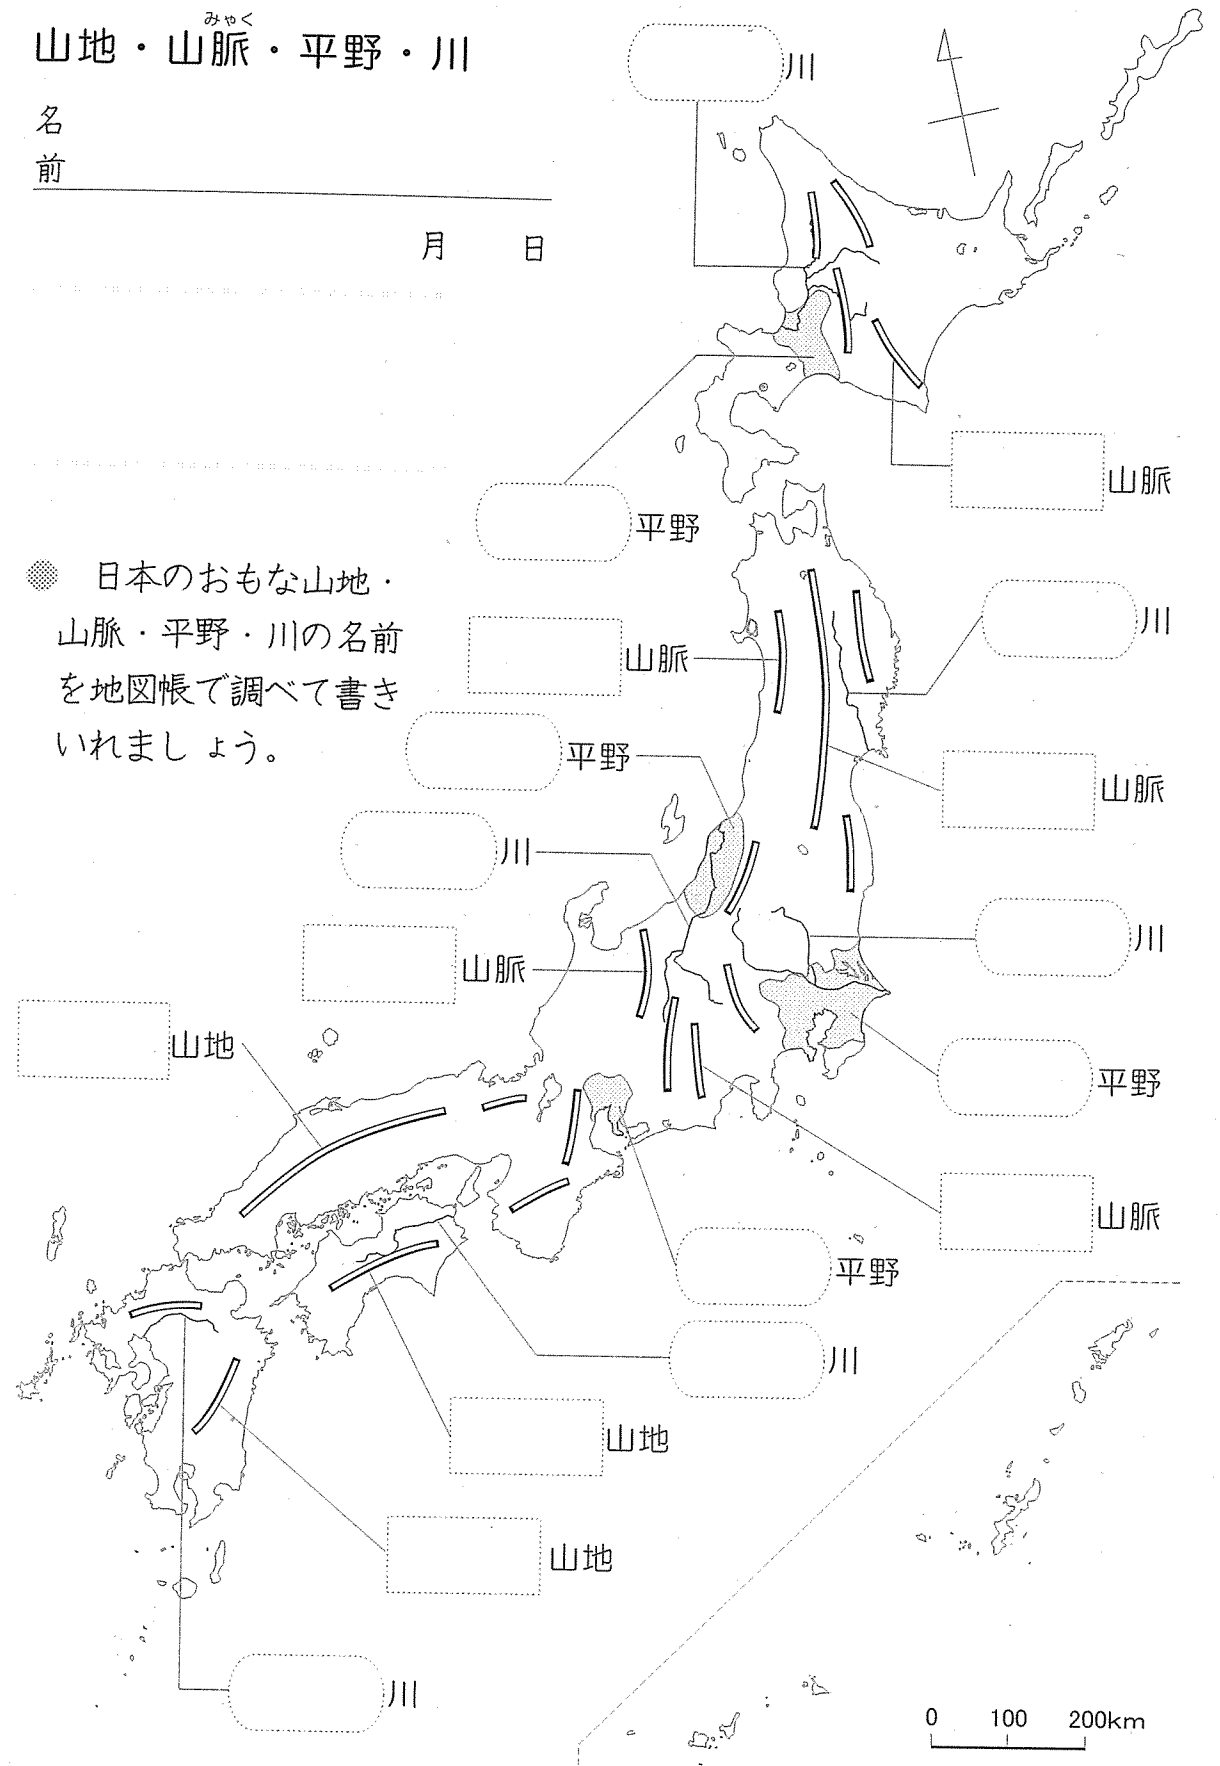 みゃく
山地・山脈・平野・川
名
前
月 日
日本のおもな山地・
山脈・平野・川の名前
を地図帳で調べて書き
いれましょう。
川
山脈
平野
川
山脈
平野
山脈
川
川
山脈
山地
平野
山脈
平野
川
山地
山地
川
0 100 200km